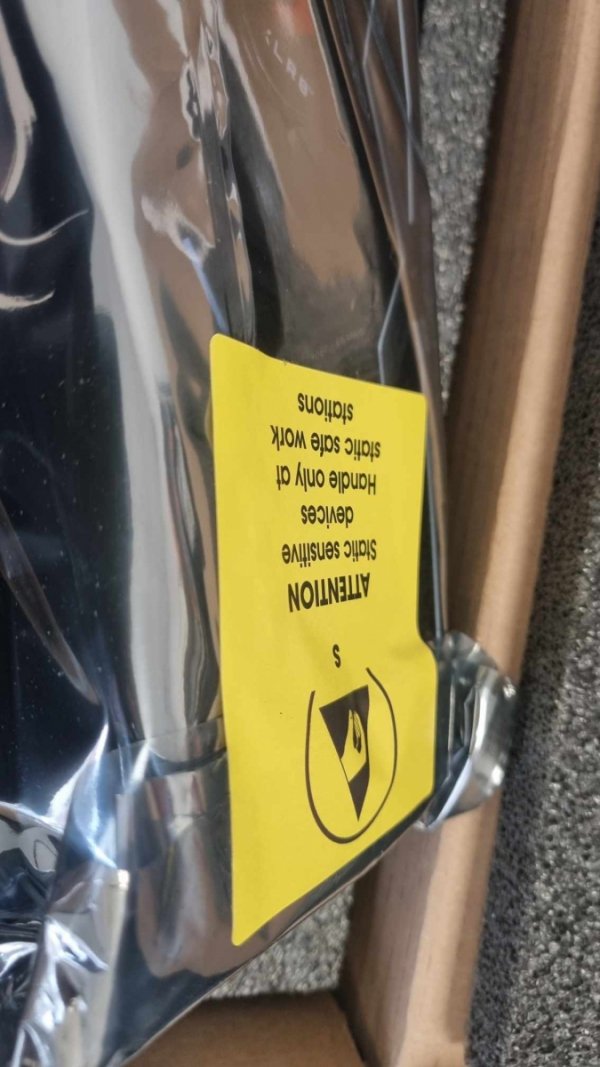 S
ATTENTION
Static sensitive
devices
Handle only at
static safe work
stations